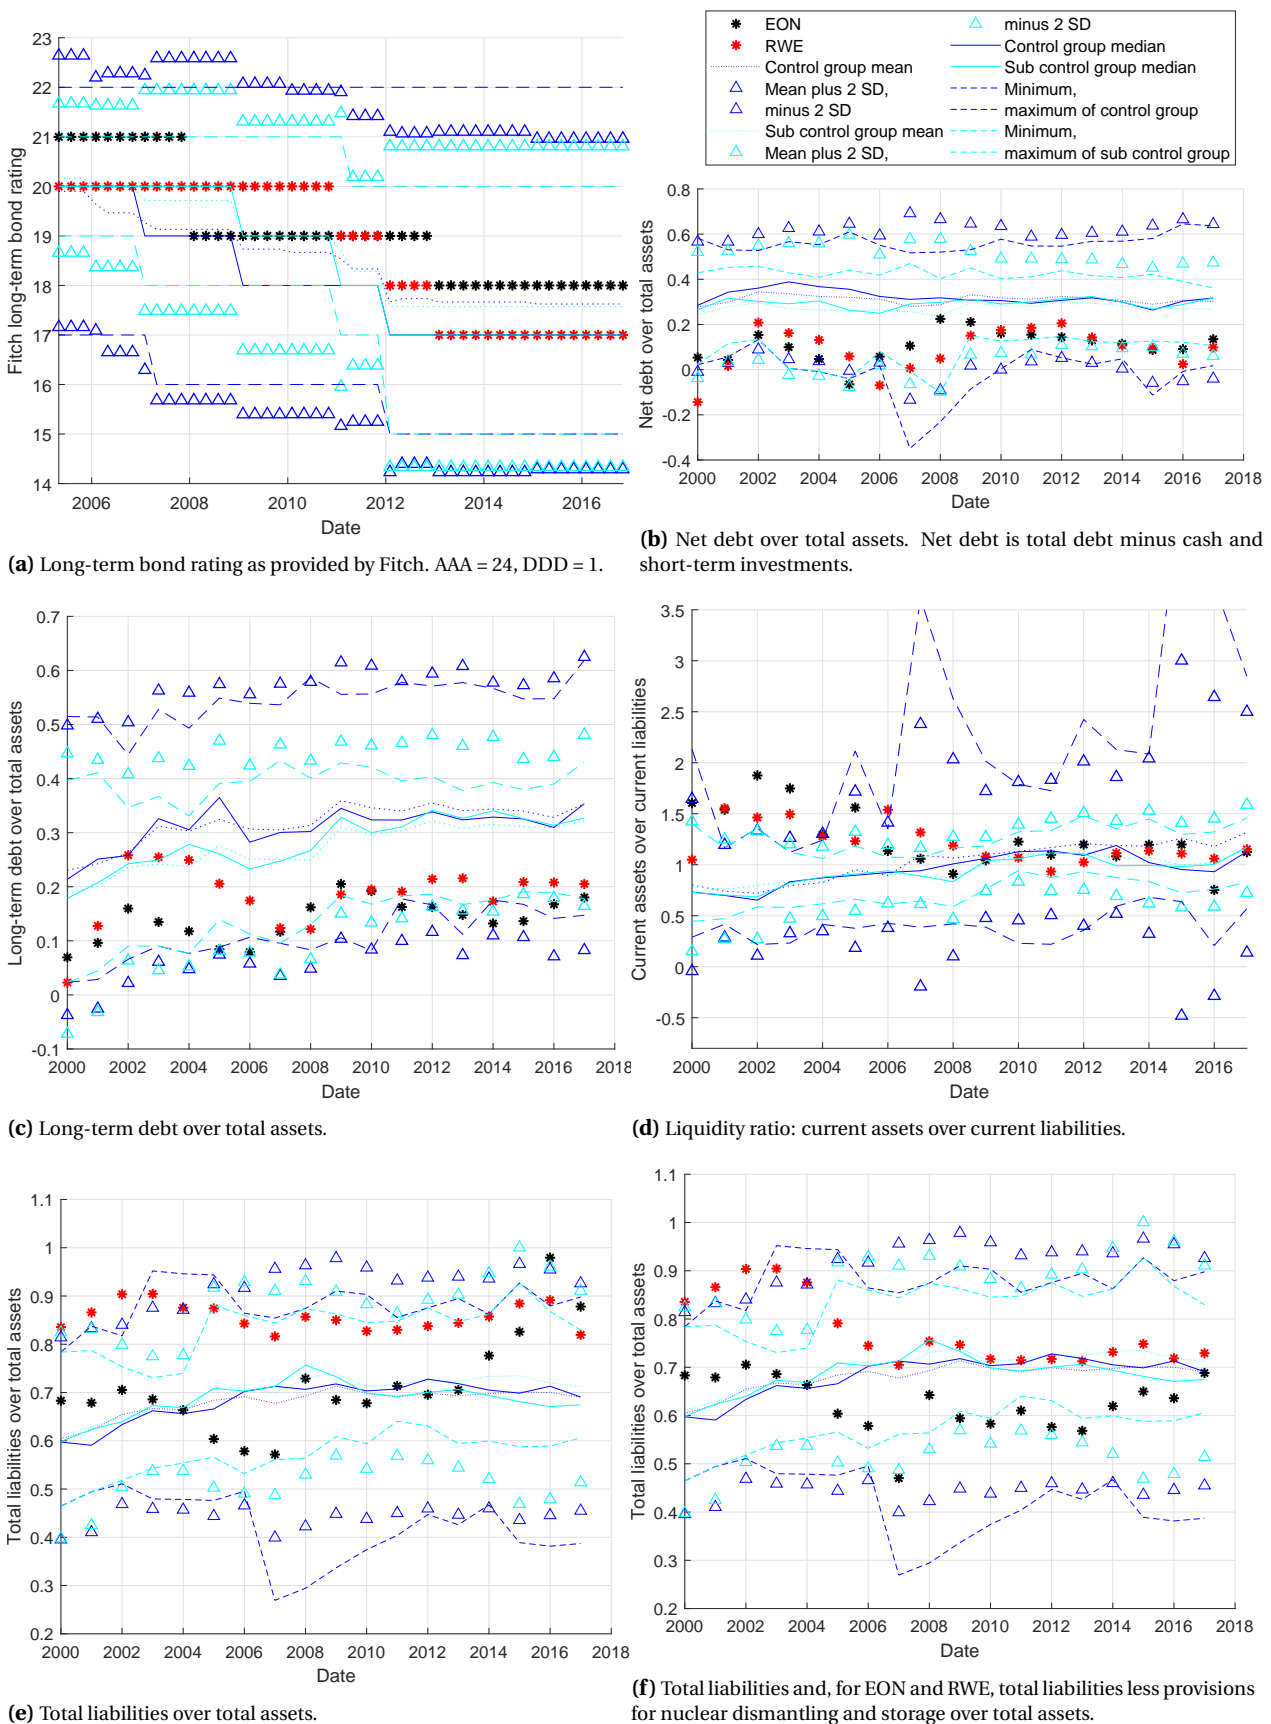 EON
RWE
Control group mean
Mean plus 2 SD,
minus 2 SD
Sub control group mean
Mean plus 2 SD,
minus 2 SD
Control group median
Sub control group median
Minimum,
maximum of control group
Minimum,
maximum of sub control group
23
22
21
20
19
18
17
16
15
14
2006 2008 2010 2012 2014 2016
Fitch long-term bond rating
Date
(a) Long-term bond rating as provided by Fitch. AAA = 24, DDD = 1.
0.8
0.6
0.4
0.2
0
-0.2
-0.4
2000 2002 2004 2006 2008 2010 2012 2014 2016 2018
Net debt over total assets
Date
(b) Net debt over total assets. Net debt is total debt minus cash and
short-term investments.
0.7
0.6
0.5
0.4
0.3
0.2
0.1
0
-0.1
2000 2002 2004 2006 2008 2010 2012 2014 2016 2018
Long-term debt over total assets
Date
(c) Long-term debt over total assets.
3.5
3
2.5
2
1.5
1
0.5
0
-0.5
2000 2002 2004 2006 2008 2010 2012 2014 2016
Current assets over current liabilities
Date
(d) Liquidity ratio: current assets over current liabilities.
1.1
1
0.9
0.8
0.7
0.6
0.5
0.4
0.3
0.2
2000 2002 2004 2006 2008 2010 2012 2014 2016 2018
Total liabilities over total assets
Date
(e) Total liabilities over total assets.
1.1
1
0.9
0.8
0.7
0.6
0.5
0.4
0.3
0.2
2000 2002 2004 2006 2008 2010 2012 2014 2016 2018
Total liabilities over total assets
Date
(f) Total liabilities and, for EON and RWE, total liabilities less provisions
for nuclear dismantling and storage over total assets.